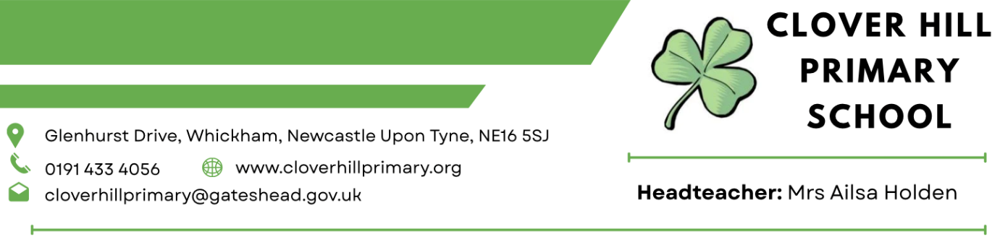 CLOVER HILL
PRIMARY
SCHOOL
Glenhurst Drive, Whickham, Newcastle Upon Tyne, NE16 5SJ
0191 433 4056 www.cloverhillprimary.org
cloverhillprimary@gateshead.gov.uk
Headteacher: Mrs Ailsa Holden